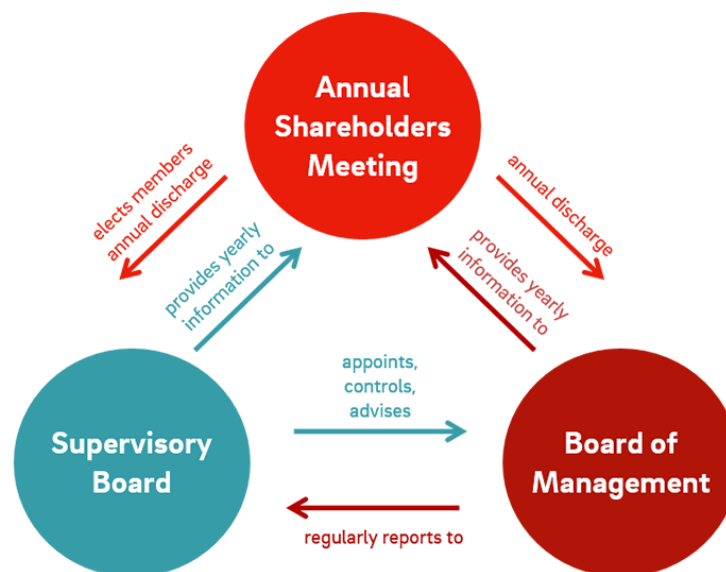 Annual
Shareholders
Meeting
elects members
annual discharge
annual discharge
provides yearly
information to
provides yearly
information to
appoints,
controls,
advises
Supervisory
Board
Board of
Management
regularly reports to